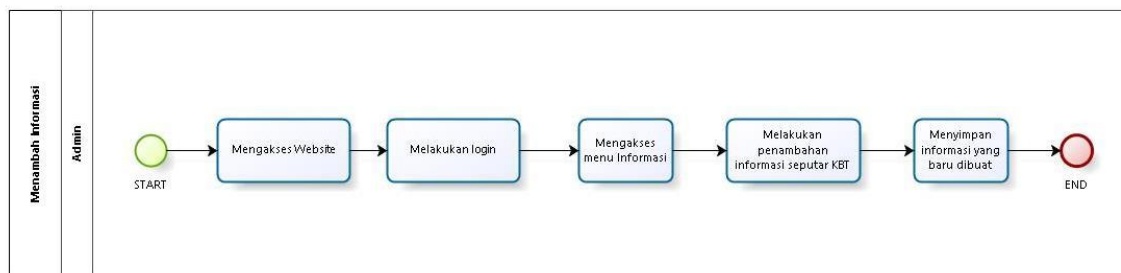 Menambah Informasi
Admin
START
Mengakses Website
Melakukan login
Mengakses
menu Informasi
Melakukan
penambahan
informasi seputar KBT
Menyimpan
informasi yang
baru dibuat
END